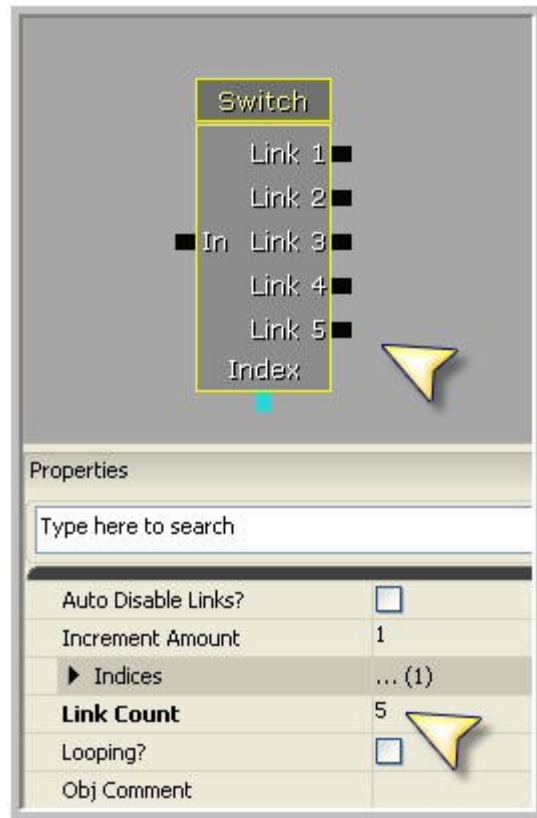 Switch
Link 1
Link 2
In Link 3
Link 4
Link 5
Index
Properties
Type here to search
Auto Disable Links?
Increment Amount 1
Indices ... (1)
Link Count 5
Looping?
Obj Comment